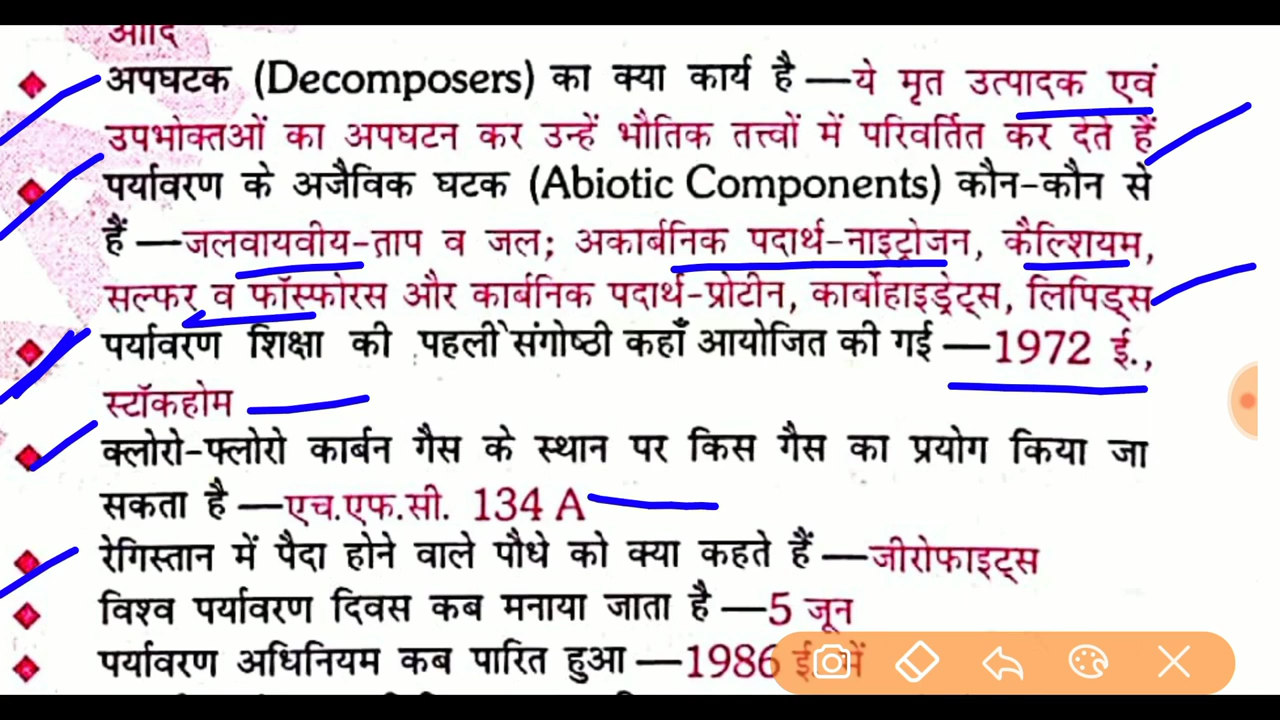 आदि
अपघटक (Decomposers) का क्या कार्य है —ये मृत उत्पादक एवं
उपभोक्तओं का अपघटन कर उन्हें भौतिक तत्त्वों में परिवर्तित कर देते हैं
पर्यावरण के अजैविक घटक (Abiotic Components) कौन-कौन से
हैं —जलवायवीय-ताप व जल; अकार्बनिक पदार्थ-नाइट्रोजन, कैल्शियम,
सल्फर व फॉस्फोरस और कार्बनिक पदार्थ-प्रोटीन, कार्बोहाइड्रेट्स, लिपिड्स
पर्यावरण शिक्षा की पहली संगोष्ठी कहाँ आयोजित की गई —1972 ई.,
स्टॉकहोम
क्लोरो-फ्लोरो कार्बन गैस के स्थान पर किस गैस का प्रयोग किया जा
सकता है —एच.एफ.सी. 134 A
रेगिस्तान में पैदा होने वाले पौधे को क्या कहते हैं —जीरोफाइट्स
विश्व पर्यावरण दिवस कब मनाया जाता है —5 जून
पर्यावरण अधिनियम कब पारित हुआ —1986 ई. में